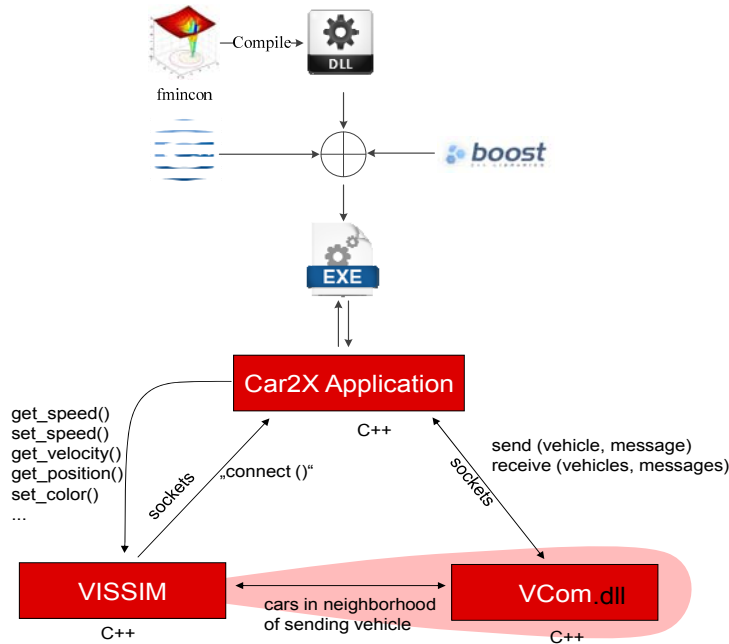 Compile
DLL
fmincon
boost
C++ LIBRARIES
EXE
Car2X Application
C++
get_speed()
set_speed()
get_velocity()
get_position()
set_color()
...
sockets
„connect ()“
sockets
send (vehicle, message)
receive (vehicles, messages)
VISSIM
C++
cars in neighborhood
of sending vehicle
VCom.dll
C++